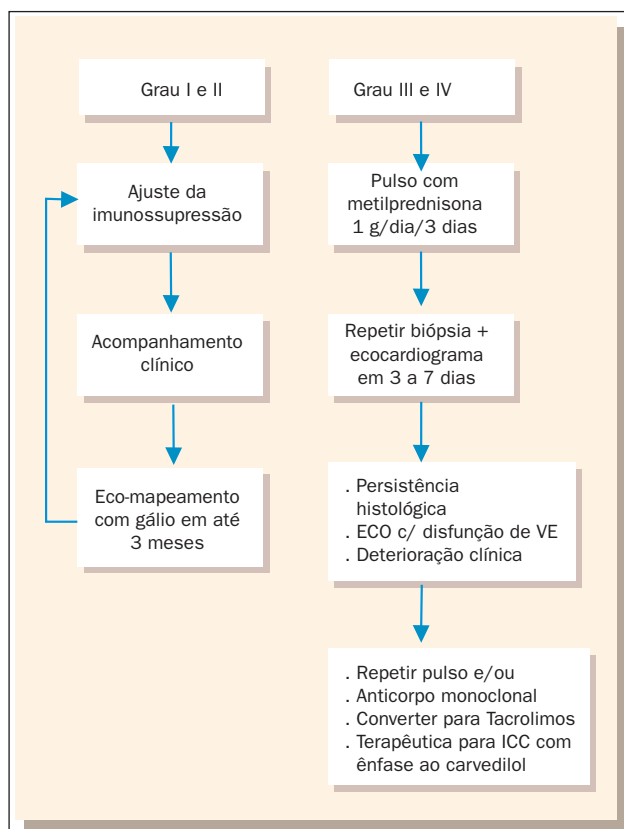 Grau I e II
Ajuste da
imunossupressão
Acompanhamento
clínico
Eco-mapeamento
com gálio em até
3 meses
Grau III e IV
Pulso com
metilprednisona
1 g/dia/3 dias
Repetir biópsia +
ecocardiograma
em 3 a 7 dias
. Persistência
histológica
. ECO c/ disfunção de VE
. Deterioração clínica
. Repetir pulso e/ou
. Anticorpo monoclonal
. Converter para Tacrolimos
. Terapêutica para ICC com
ênfase ao carvedilol